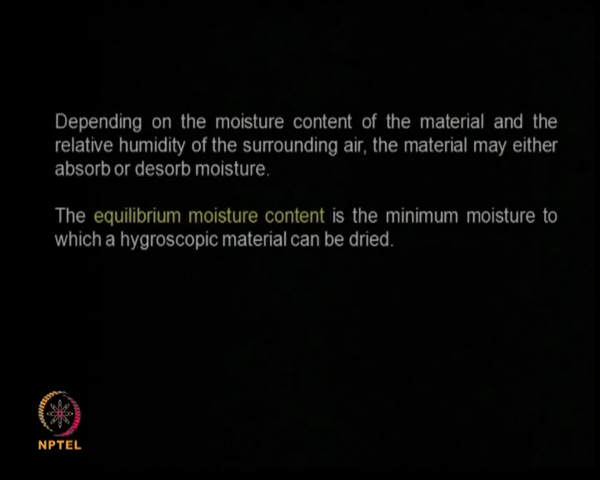 Depending on the moisture content of the material and the
relative humidity of the surrounding air, the material may either
absorb or desorb moisture.
The equilibrium moisture content is the minimum moisture to
which a hygroscopic material can be dried.
NPTEL